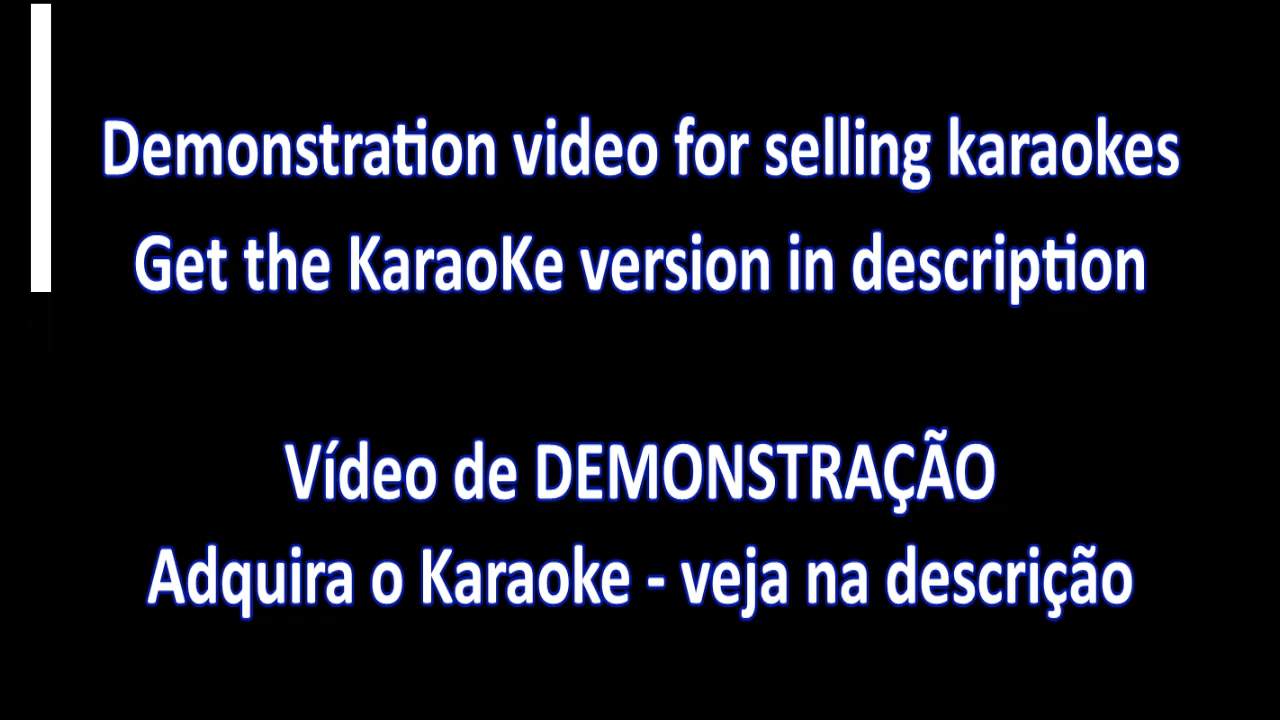 Demonstration video for selling karaokes
Get the KaraoKe version in description
Vídeo de DEMONSTRAÇÃO
Adquira o Karaoke - veja na descrição